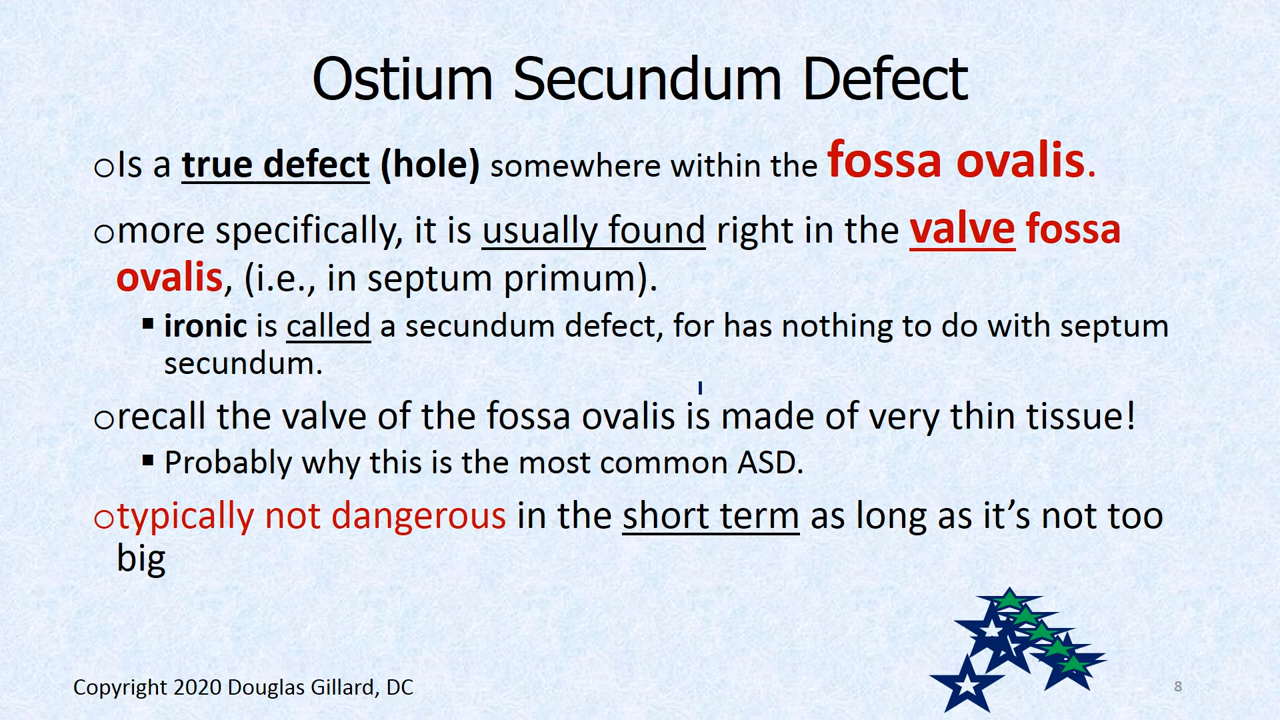 Ostium Secundum Defect
oIs a true defect (hole) somewhere within the fossa ovalis.
omore specifically, it is usually found right in the valve fossa
ovalis, (i.e., in septum primum).
▪ ironic is called a secundum defect, for has nothing to do with septum
secundum.
orecall the valve of the fossa ovalis is made of very thin tissue!
▪ Probably why this is the most common ASD.
otypically not dangerous in the short term as long as it’s not too
big
Copyright 2020 Douglas Gillard, DC
8